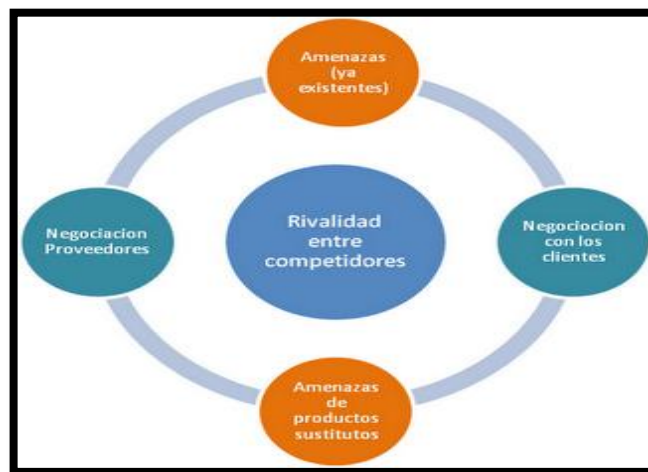 Amenazas
(ya
existentes)
Negociacion
Proveedores
Rivalidad
entre
competidores
Negociocion
con los
clientes
Amenazas
de
productos
sustitutos